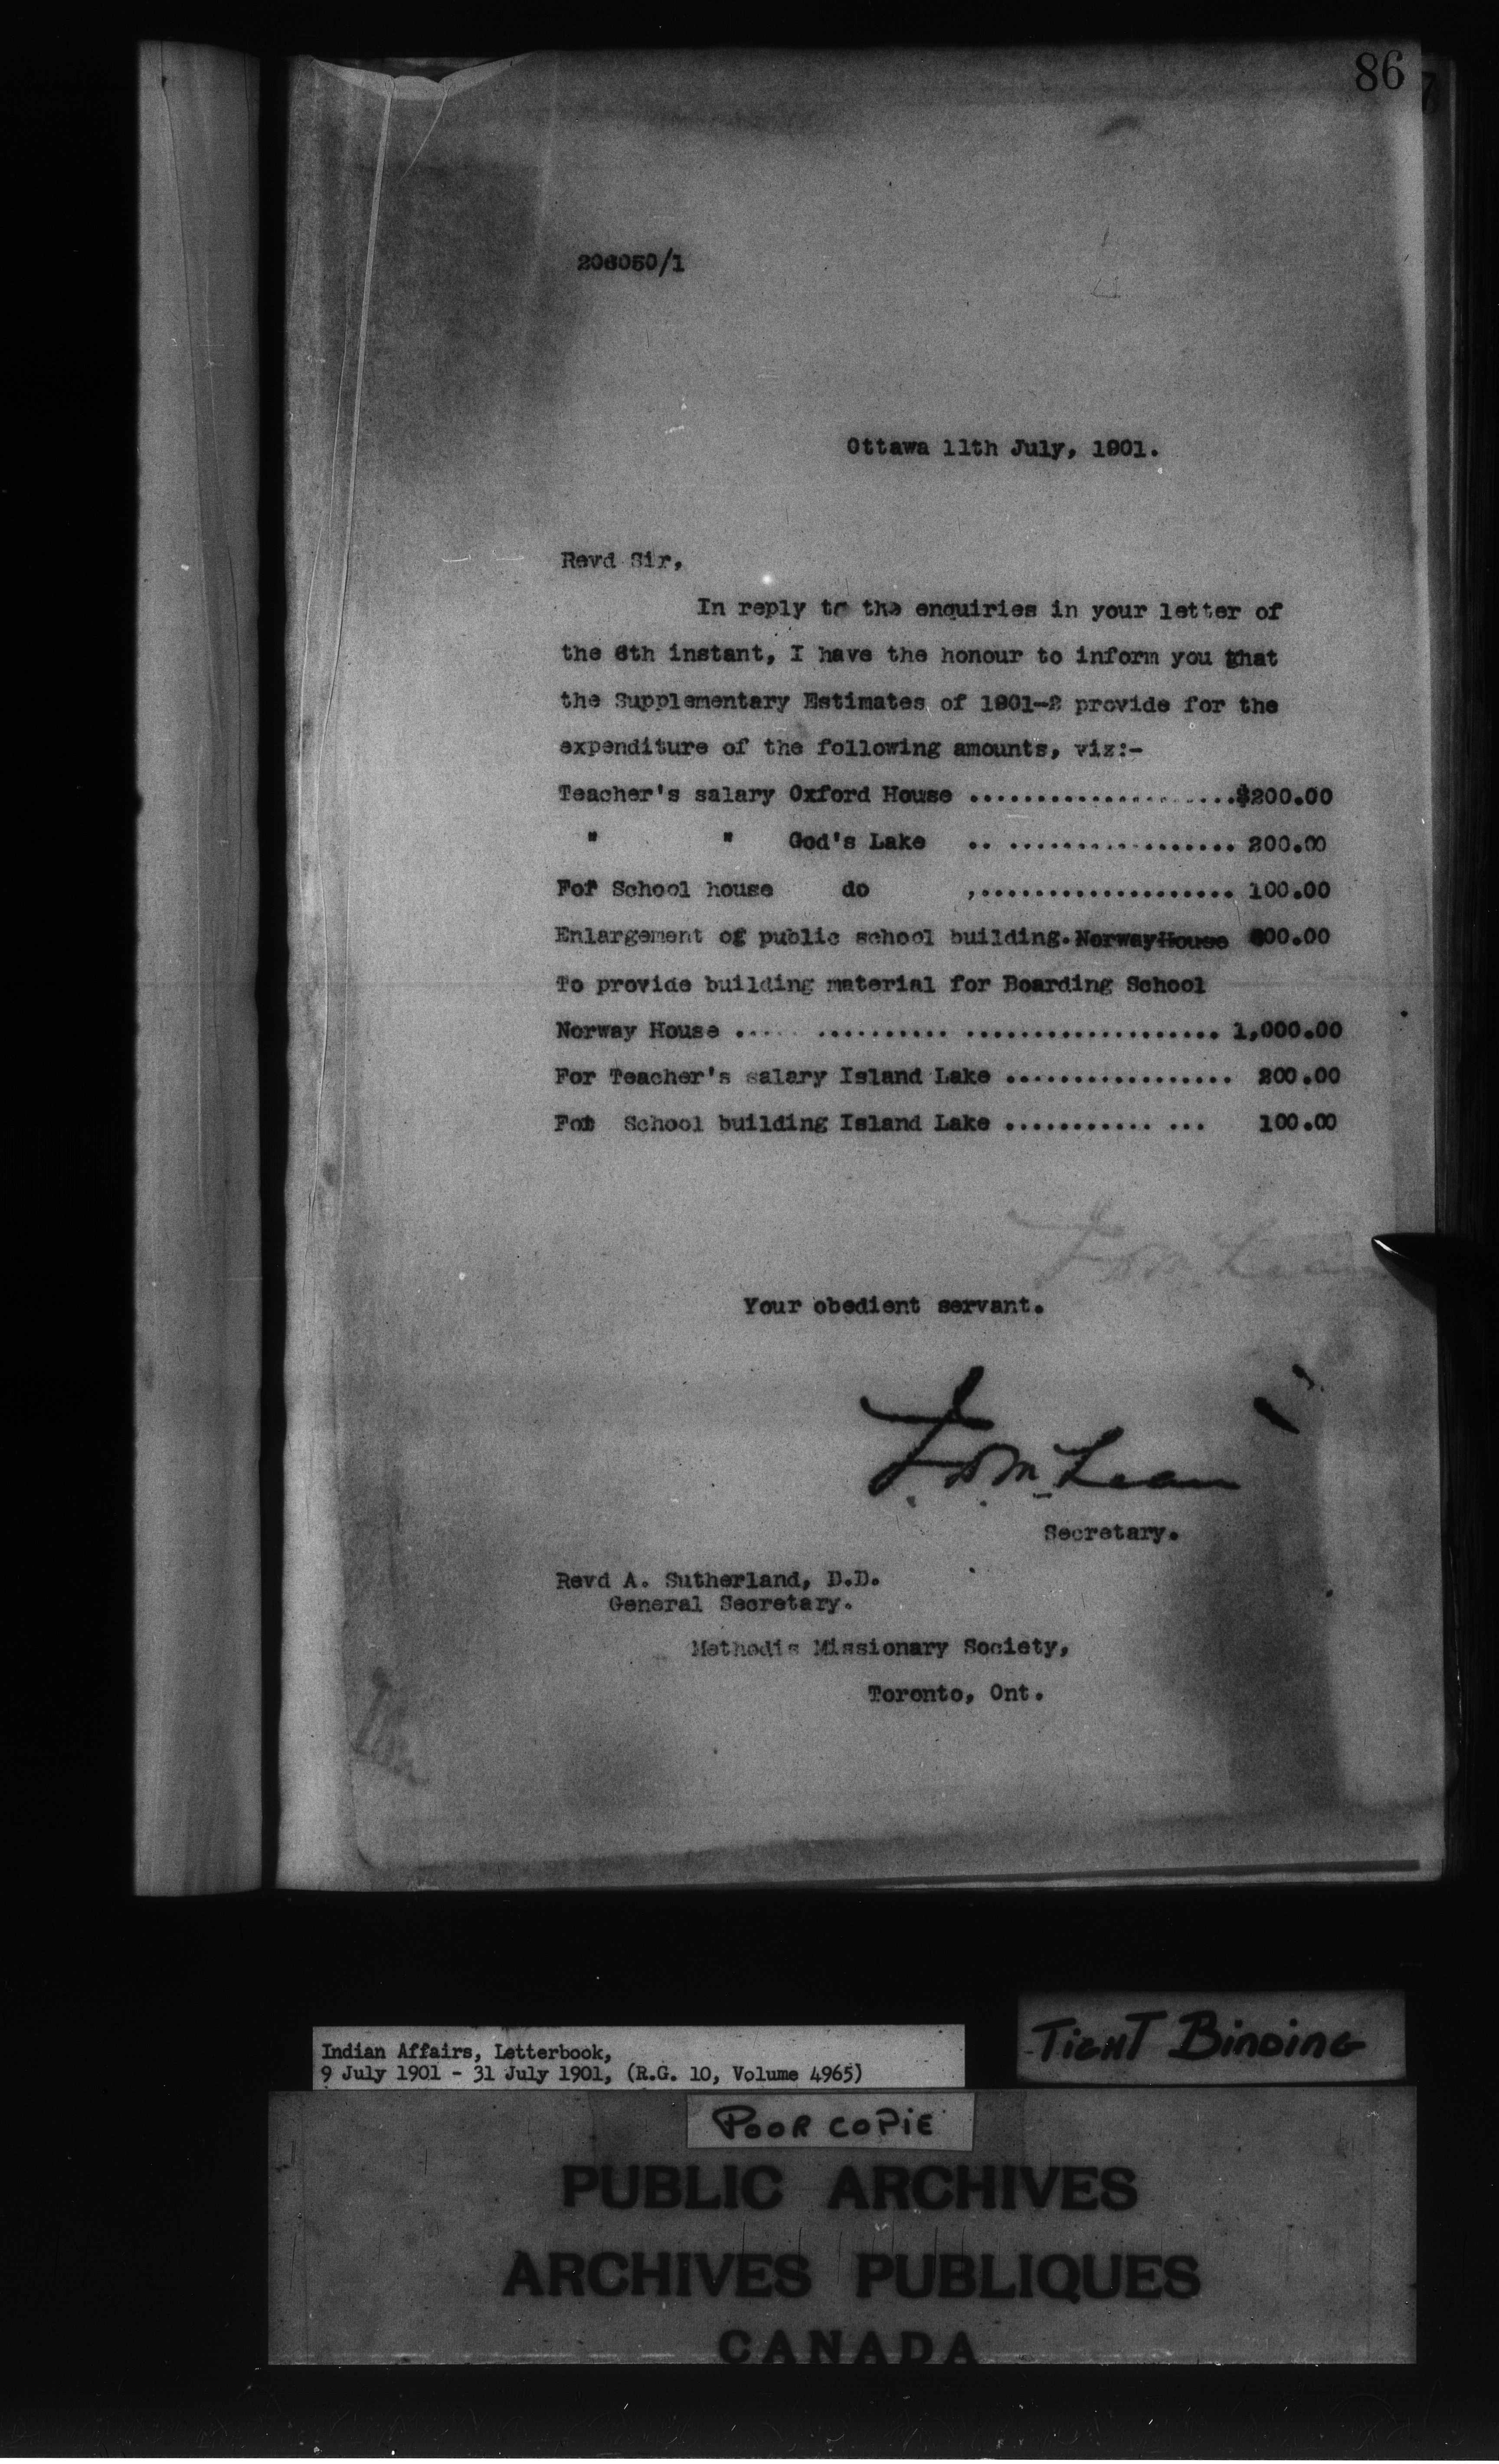 86
206050/1
Ottawa 11th July, 1901.
Revd Sir,
In reply to the enquiries in your letter of
the 6th instant, I have the honour to inform you that
the Supplementary Estimates of 1901-2 provide for the
expenditure of the following amounts, viz:-
Teacher's salary Oxford House ....................$200.00
" " God's Lake .. ................. 200.00
For School house do ,................... 100.00
Enlargement of public school building. Norway House 00.00
To provide building material for Boarding School
Norway House .... .......... ................... 1,000.00
For Teacher's salary Island Lake ................. 200.00
For School building Island Lake ........... ... 100.00
Your obedient servant.
J. D. McLean
Secretary.
Revd A. Sutherland, D.D.
General Secretary.
Methodis Missionary Society,
Toronto, Ont.
Indian Affairs, Letterbook,
9 July 1901 - 31 July 1901, (R.G. 10, Volume 4965)
TIGHT BINDING
POOR COPIE
PUBLIC ARCHIVES
ARCHIVES PUBLIQUES
CANADA